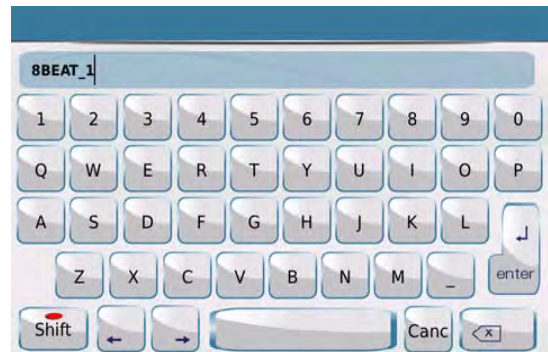 8BEAT_1
1 2 3 4 5 6 7 8 9 0
Q W E R T Y U I O P
A S D F G H J K L
enter
Z X C V B N M _
Shift ← → Canc X